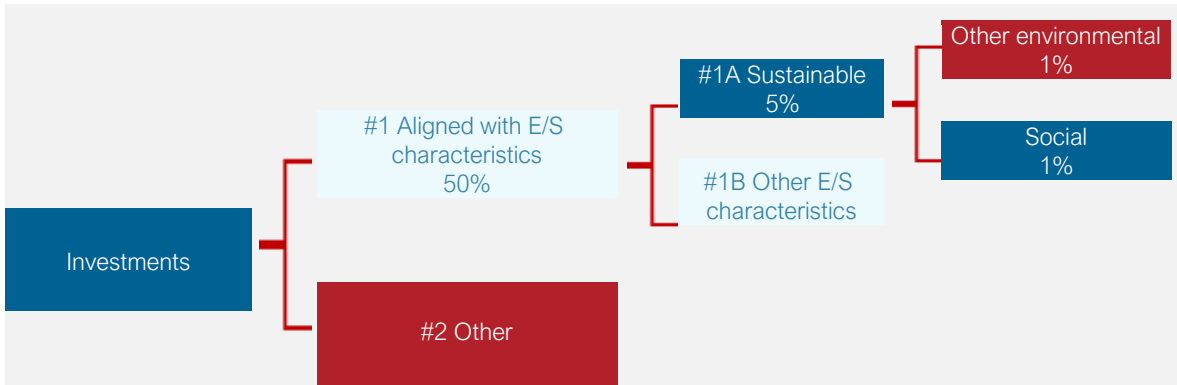 Investments
#1 Aligned with E/S
characteristics
50%
#2 Other
#1A Sustainable
5%
#1B Other E/S
characteristics
Other environmental
1%
Social
1%